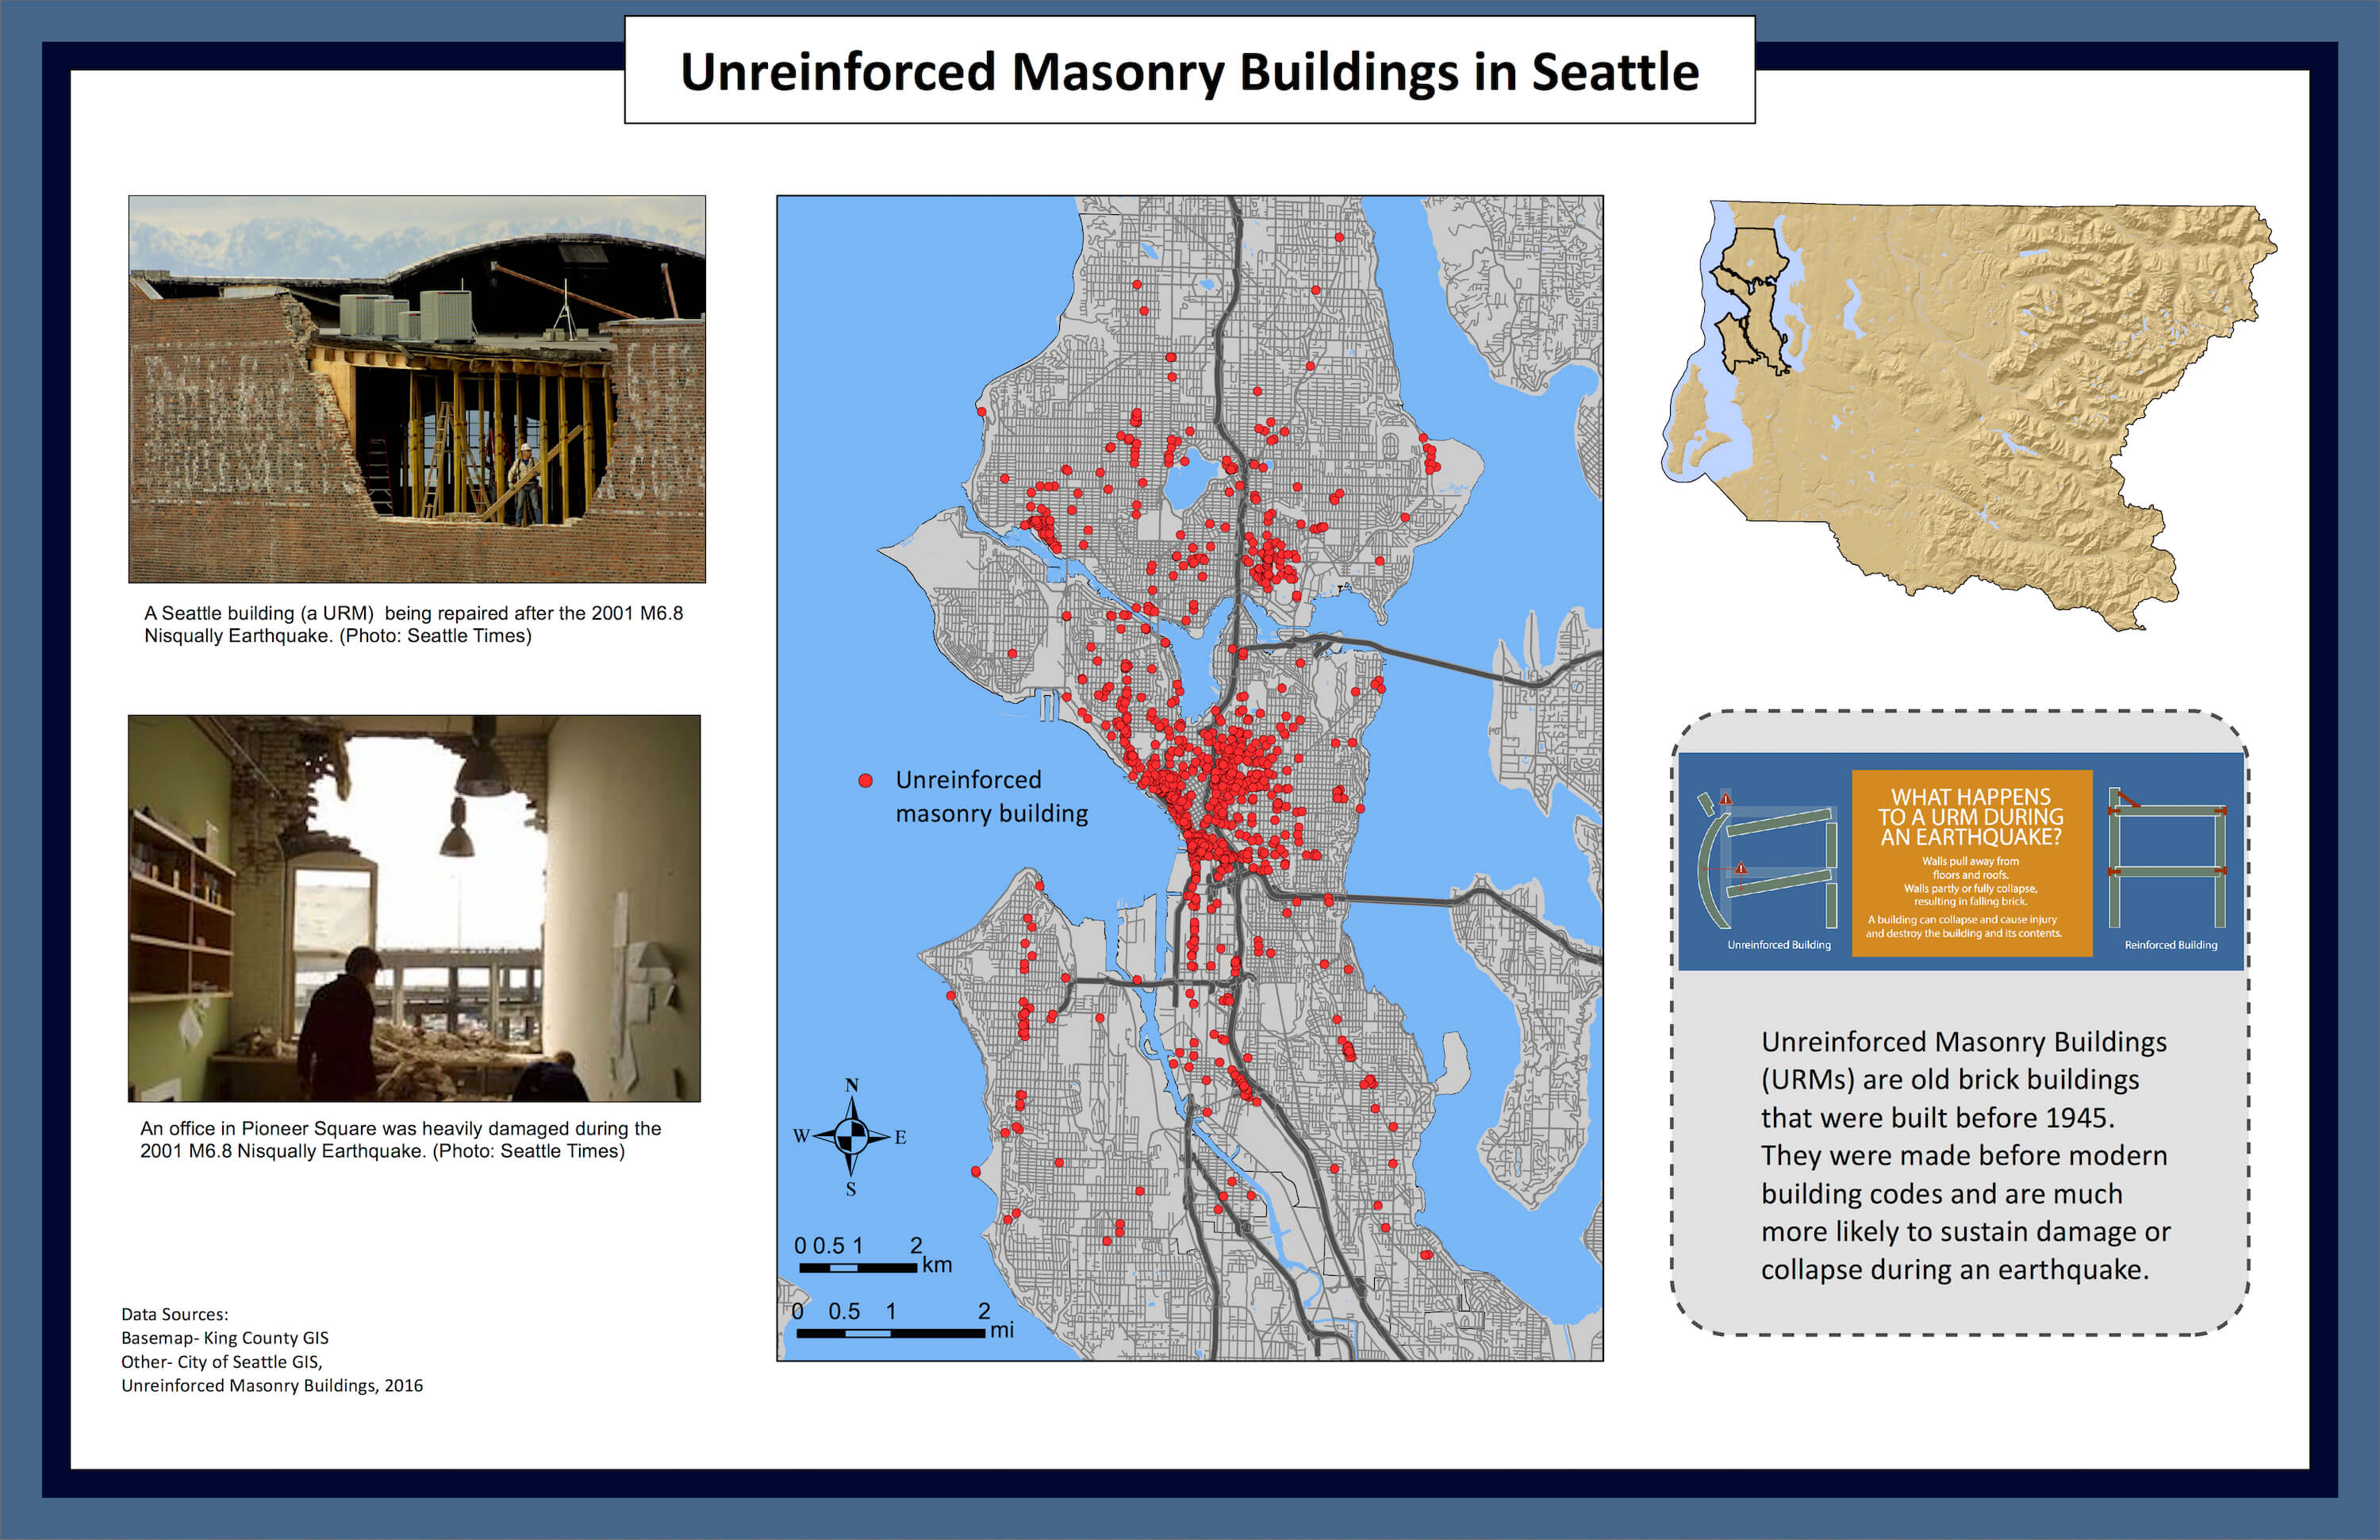 Unreinforced Masonry Buildings in Seattle
A Seattle building (a URM)  being repaired after the 2001 M6.8
Nisqually Earthquake. (Photo: Seattle Times)
An office in Pioneer Square was heavily damaged during the
2001 M6.8 Nisqually Earthquake. (Photo: Seattle Times)
Data Sources:
Basemap- King County GIS
Other- City of Seattle GIS,
Unreinforced Masonry Buildings, 2016
Unreinforced
masonry building
N
W E
S
0 0.5 1 2
km
0 0.5 1 2
mi
WHAT HAPPENS
TO A URM DURING
AN EARTHQUAKE?
Walls pull away from
floors and roofs.
Walls partly or fully collapse,
resulting in falling brick.
A building can collapse and cause injury
and destroy the building and its contents.
Unreinforced Building
Reinforced Building
Unreinforced Masonry Buildings
(URMs) are old brick buildings
that were built before 1945.
They were made before modern
building codes and are much
more likely to sustain damage or
collapse during an earthquake.